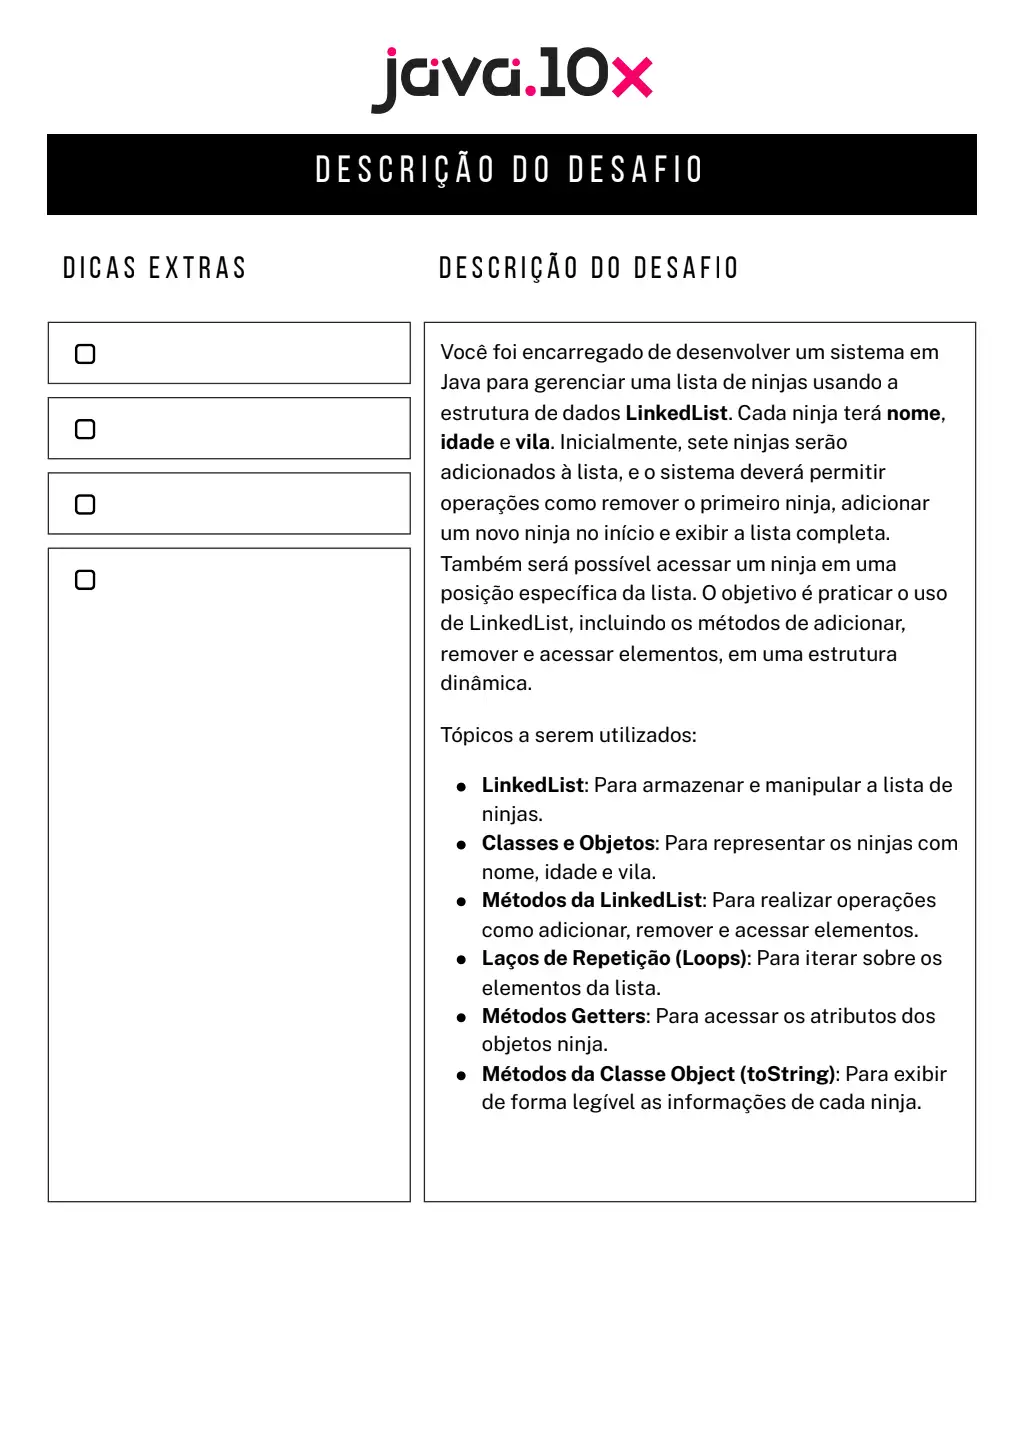 java.10x
DESCRIÇÃO DO DESAFIO
DICAS EXTRAS
DESCRIÇÃO DO DESAFIO
Você foi encarregado de desenvolver um sistema em
Java para gerenciar uma lista de ninjas usando a
estrutura de dados LinkedList. Cada ninja terá nome,
idade e vila. Inicialmente, sete ninjas serão
adicionados à lista, e o sistema deverá permitir
operações como remover o primeiro ninja, adicionar
um novo ninja no início e exibir a lista completa.
Também será possível acessar um ninja em uma
posição específica da lista. O objetivo é praticar o uso
de LinkedList, incluindo os métodos de adicionar,
remover e acessar elementos, em uma estrutura
dinâmica.
Tópicos a serem utilizados:
● LinkedList: Para armazenar e manipular a lista de
ninjas.
● Classes e Objetos: Para representar os ninjas com
nome, idade e vila.
● Métodos da LinkedList: Para realizar operações
como adicionar, remover e acessar elementos.
● Laços de Repetição (Loops): Para iterar sobre os
elementos da lista.
● Métodos Getters: Para acessar os atributos dos
objetos ninja.
● Métodos da Classe Object (toString): Para exibir
de forma legível as informações de cada ninja.